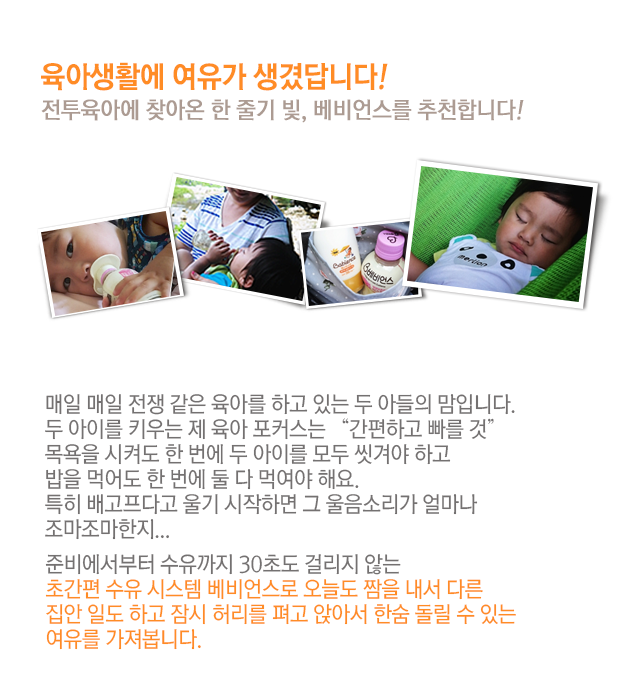 육아생활에 여유가 생겼답니다!
전투육아에 찾아온 한 줄기 빛, 베비언스를 추천합니다!
베비언스
motion
매일 매일 전쟁 같은 육아를 하고 있는 두 아들의 맘입니다.
두 아이를 키우는 제 육아 포커스는 “간편하고 빠를 것”
목욕을 시켜도 한 번에 두 아이를 모두 씻겨야 하고
밥을 먹어도 한 번에 둘 다 먹여야 해요.
특히 배고프다고 울기 시작하면 그 울음소리가 얼마나
조마조마한지...
준비에서부터 수유까지 30초도 걸리지 않는
초간편 수유 시스템 베비언스로 오늘도 짬을 내서 다른
집안 일도 하고 잠시 허리를 펴고 앉아서 한숨 돌릴 수 있는
여유를 가져봅니다.